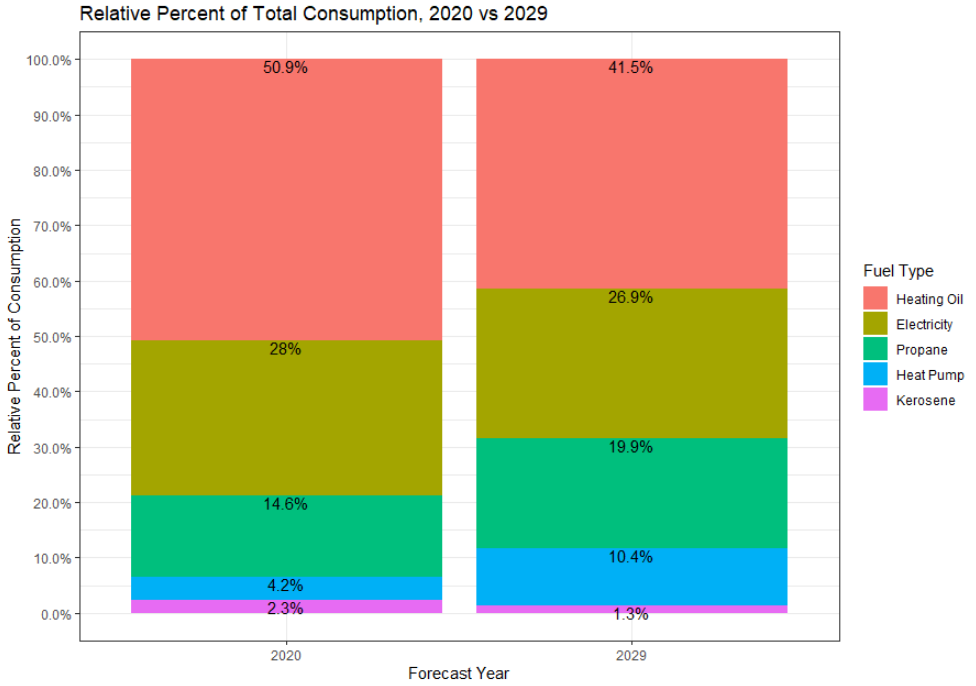 Relative Percent of Total Consumption, 2020 vs 2029
Relative Percent of Consumption
100.0%
90.0%
80.0%
70.0%
60.0%
50.0%
40.0%
30.0%
20.0%
10.0%
0.0%
50.9%
28%
14.6%
4.2%
2.3%
41.5%
26.9%
19.9%
10.4%
1.3%
2020
2029
Forecast Year
Fuel Type
Heating Oil
Electricity
Propane
Heat Pump
Kerosene